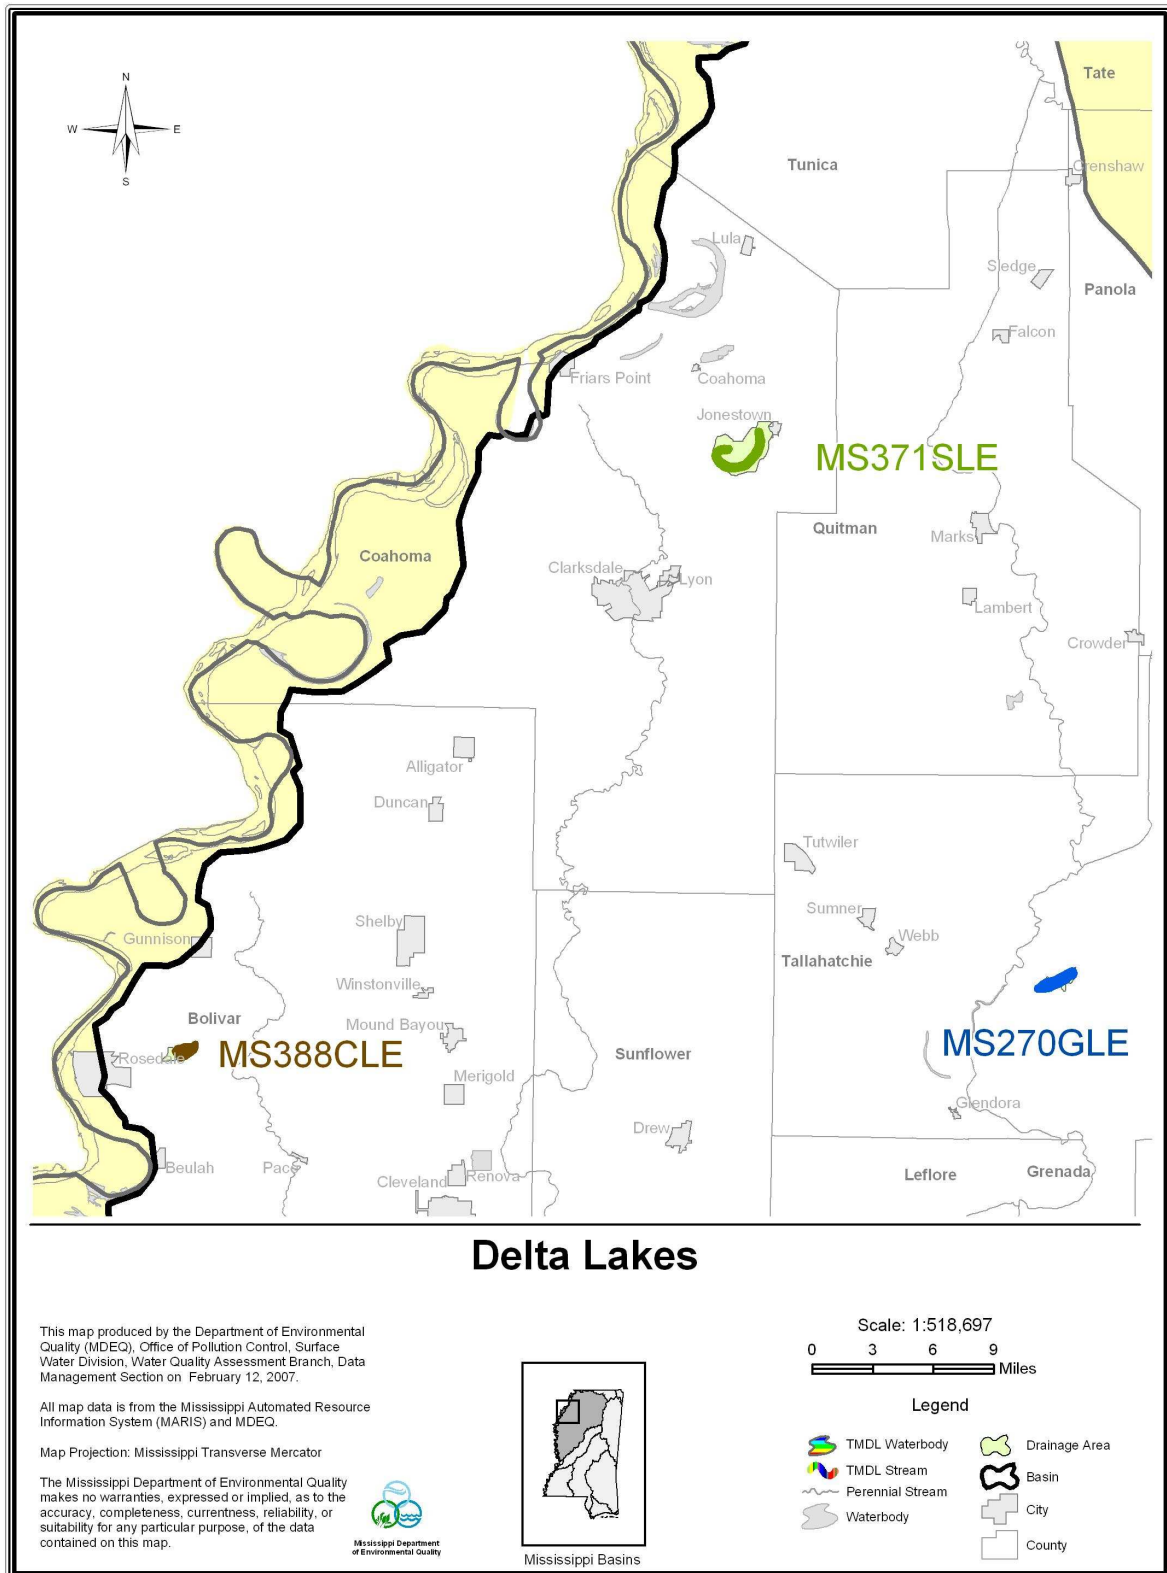 N
W E
S
Tate
Tunica
Crenshaw
Lula
Sledge
Panola
Falcon
Friars Point
Coahoma
Jonestown
MS371SLE
Quitman
Marks
Coahoma
Clarksdale
Lyon
Lambert
Crowder
Alligator
Duncan
Tutwiler
Sumner
Shelby
Webb
Gunnison
Tallahatchie
Winstonville
Bolivar
Mound Bayou
MS270GLE
Rosedale
MS388CLE
Sunflower
Merigold
Glendora
Drew
Beulah
Pace
Cleveland
Renova
Leflore
Grenada
Delta Lakes
This map produced by the Department of Environmental
Quality (MDEQ), Office of Pollution Control, Surface
Water Division, Water Quality Assessment Branch, Data
Management Section on February 12, 2007.
All map data is from the Mississippi Automated Resource
Information System (MARIS) and MDEQ.
Map Projection: Mississippi Transverse Mercator
The Mississippi Department of Environmental Quality
makes no warranties, expressed or implied, as to the
accuracy, completeness, currentness, reliability, or
suitability for any particular purpose, of the data
contained on this map.
Mississippi Department
of Environmental Quality
Mississippi Basins
Scale: 1:518,697
0 3 6 9
Miles
Legend
TMDL Waterbody
TMDL Stream
Perennial Stream
Waterbody
Drainage Area
Basin
City
County